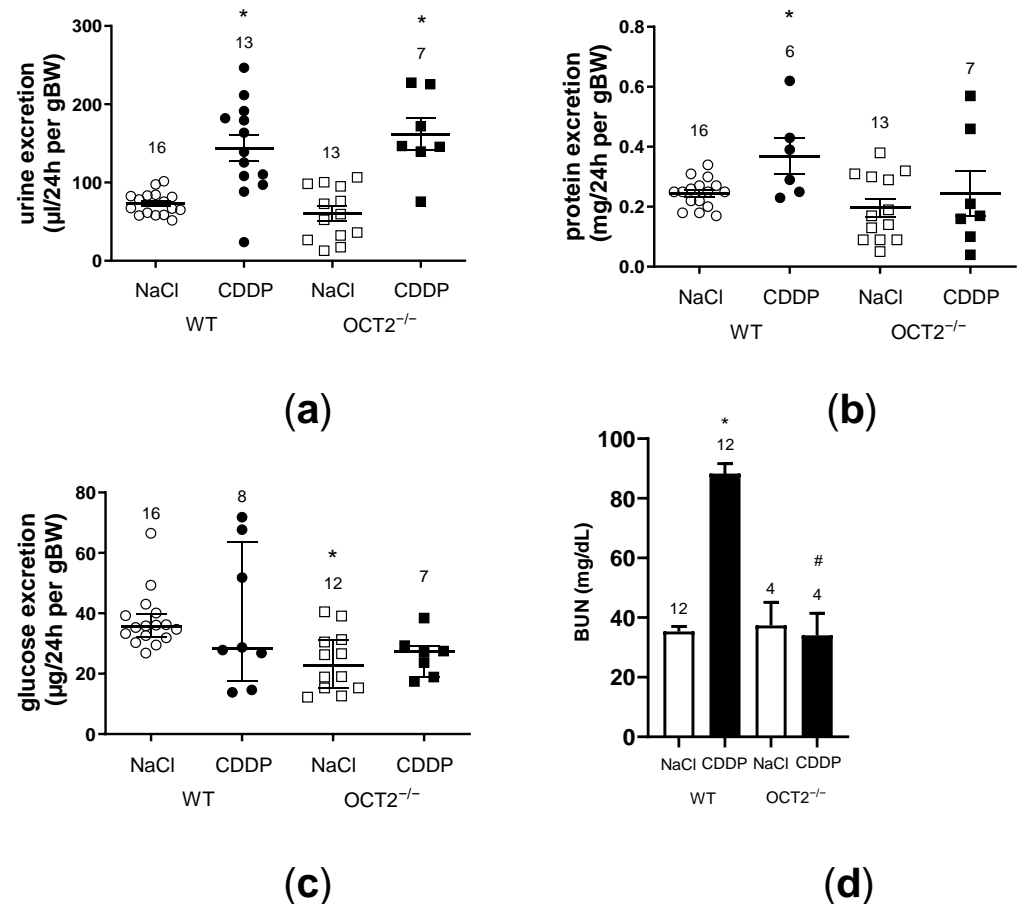 urine excretion
(µl/24h per gBW)
300
200
100
0
16
*
13
13
*
7
NaCl CDDP NaCl CDDP
WT OCT2−/−
(a)
protein excretion
(mg/24h per gBW)
0.8
0.6
0.4
0.2
0.0
16
*
6
13
7
NaCl CDDP NaCl CDDP
WT OCT2−/−
(b)
glucose excretion
(µg/24h per gBW)
80
60
40
20
0
16
8
*
12
7
NaCl CDDP NaCl CDDP
WT OCT2−/−
(c)
BUN (mg/dL)
100
80
60
40
20
0
12
*
12
4
#
4
NaCl CDDP NaCl CDDP
WT OCT2−/−
(d)